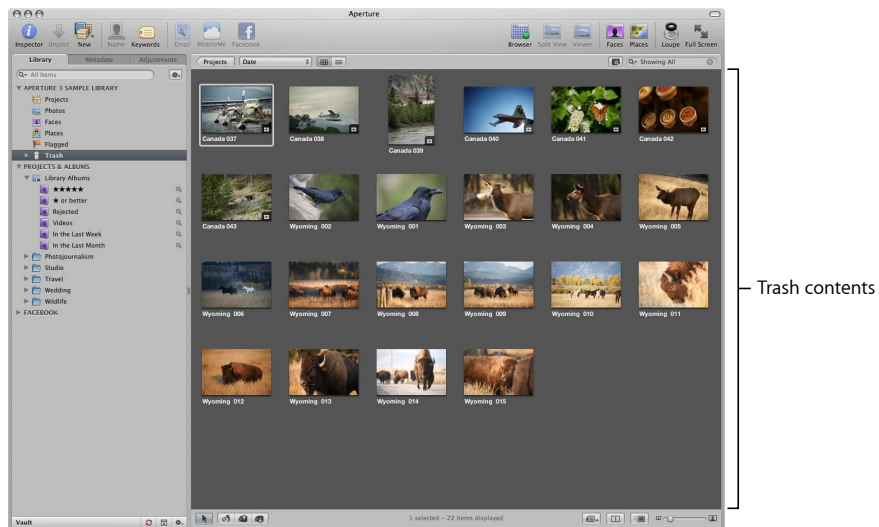 Aperture
Inspector Import New Name Keywords Email MobileMe Facebook Browser Split View Viewer Faces Places Loupe Full Screen
Library Metadata Adjustments Projects Date Showing All
All Items
APERTURE 3 SAMPLE LIBRARY
Projects
Photos
Faces
Places
Flagged
Trash
PROJECTS & ALBUMS
Library Albums
★★★★★
★ or better
Rejected
Videos
In the Last Week
In the Last Month
Photojournalism
Studio
Travel
Wedding
Wildlife
FACEBOOK
Canada 037 Canada 038 Canada 039 Canada 040 Canada 041 Canada 042
Canada 043 Wyoming 002 Wyoming 001 Wyoming 003 Wyoming 004 Wyoming 005
Wyoming 006 Wyoming 007 Wyoming 008 Wyoming 009 Wyoming 010 Wyoming 011
Wyoming 012 Wyoming 013 Wyoming 014 Wyoming 015
Trash contents
Vault 1 selected - 22 items displayed